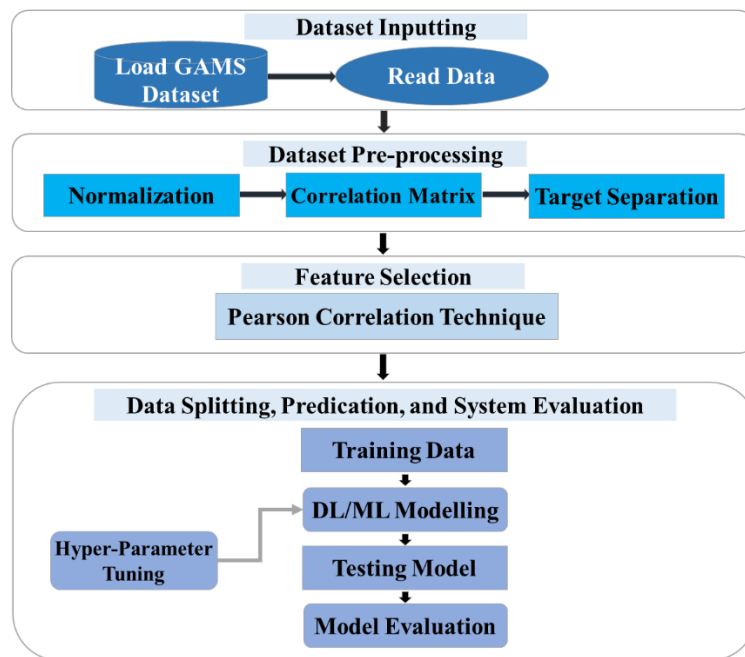 Dataset Inputting
Load GAMS
Dataset
Read Data
Dataset Pre-processing
Normalization
Correlation Matrix
Target Separation
Feature Selection
Pearson Correlation Technique
Data Splitting, Predication, and System Evaluation
Training Data
DL/ML Modelling
Hyper-Parameter
Tuning
Testing Model
Model Evaluation